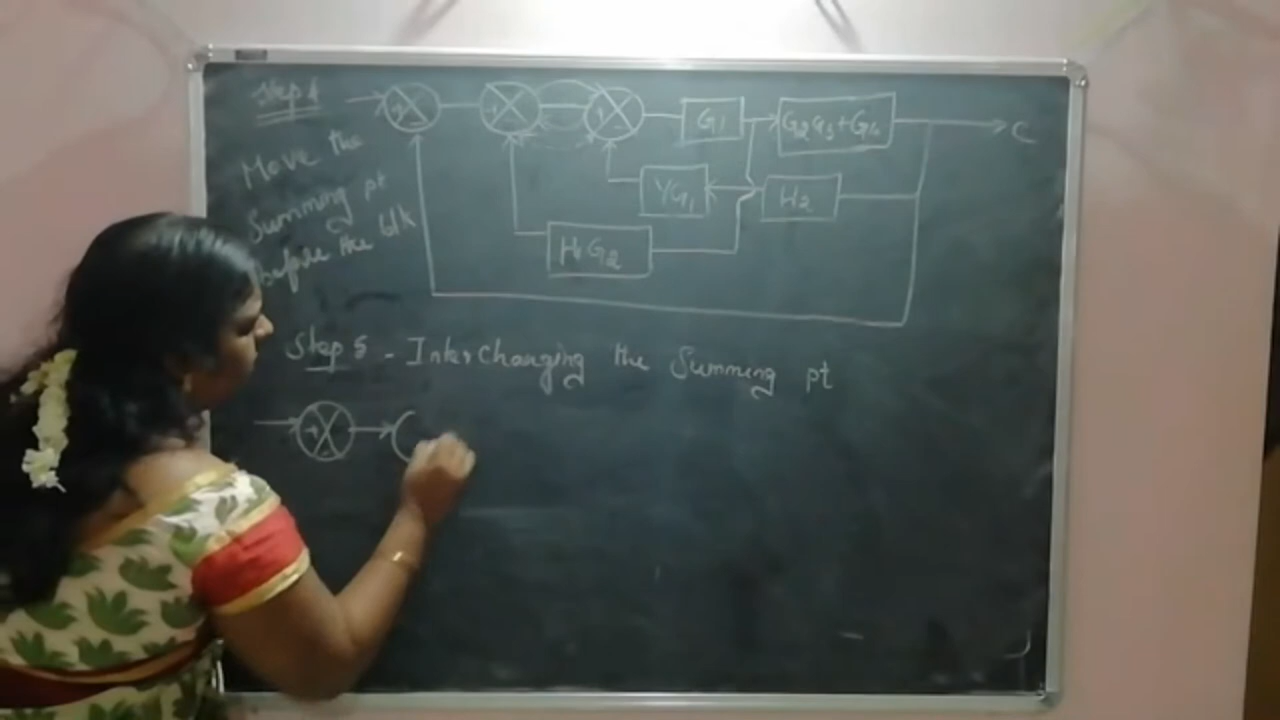 Step 4
Move the
Summing pt
before the blk
G1
G2G3+G4
C
1/G1
H2
H1G2
Step 5 - Interchanging the Summing pt